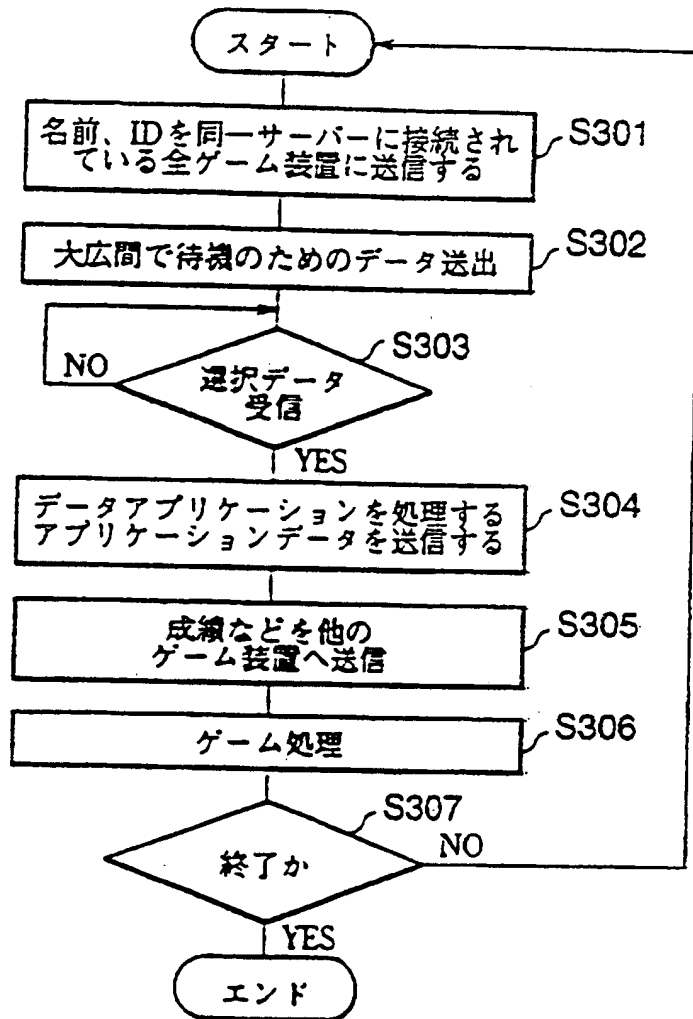 スタート
名前、IDを同一サーバーに接続され
ている全ゲーム装置に送信する
S301
大広間で待機のためのデータ送出
S302
S303
NO
選択データ
受信
YES
データアプリケーションを処理する
アプリケーションデータを送信する
S304
成績などを他の
ゲーム装置へ送信
S305
ゲーム処理
S306
S307
終了か
NO
YES
エンド